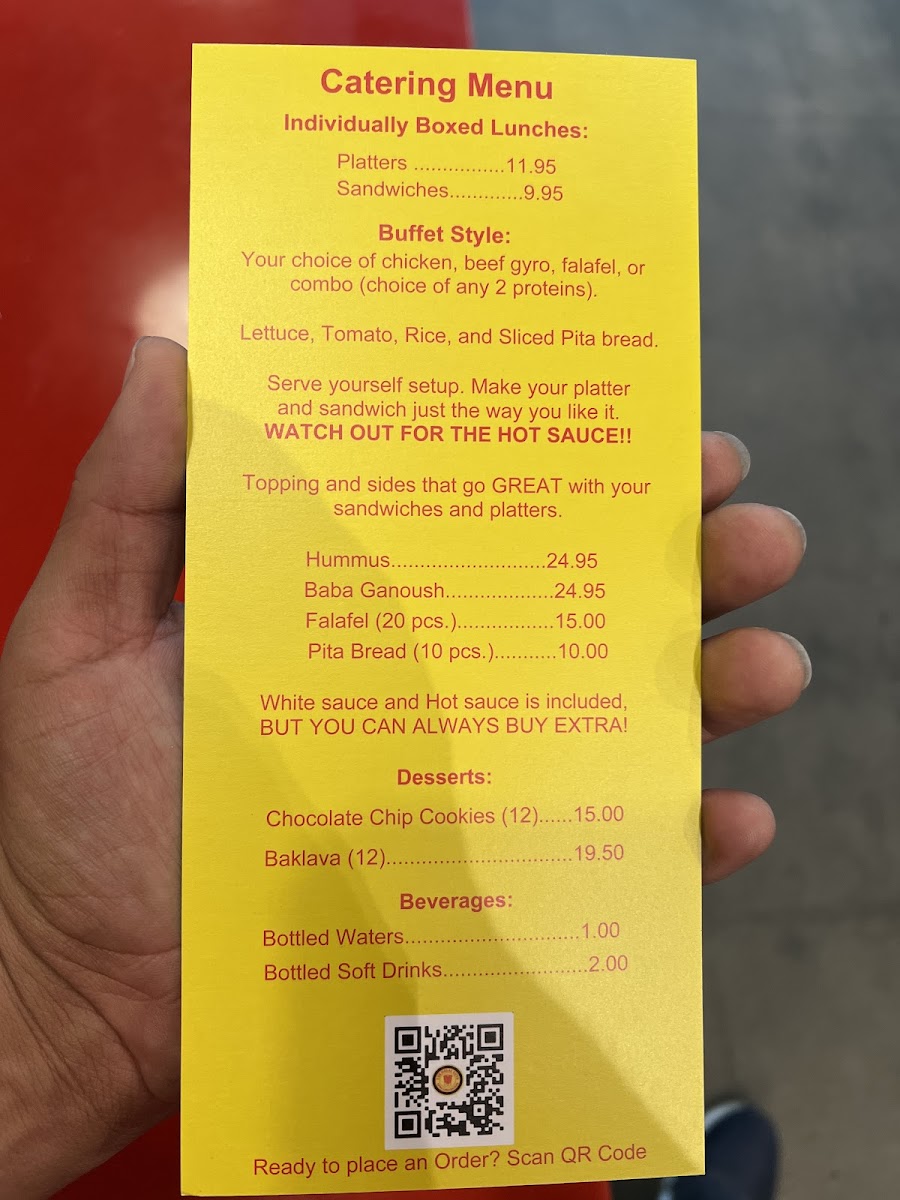 Catering Menu
Individually Boxed Lunches:
Platters ................11.95
Sandwiches.............9.95
Buffet Style:
Your choice of chicken, beef gyro, falafel, or
combo (choice of any 2 proteins).
Lettuce, Tomato, Rice, and Sliced Pita bread.
Serve yourself setup. Make your platter
and sandwich just the way you like it.
WATCH OUT FOR THE HOT SAUCE!!
Topping and sides that go GREAT with your
sandwiches and platters.
Hummus..........................24.95
Baba Ganoush...................24.95
Falafel (20 pcs.).................15.00
Pita Bread (10 pcs.)...........10.00
White sauce and Hot sauce is included,
BUT YOU CAN ALWAYS BUY EXTRA!
Desserts:
Chocolate Chip Cookies (12)......15.00
Baklava (12)................................19.50
Beverages:
Bottled Waters..............................1.00
Bottled Soft Drinks.........................2.00
Ready to place an Order? Scan QR Code